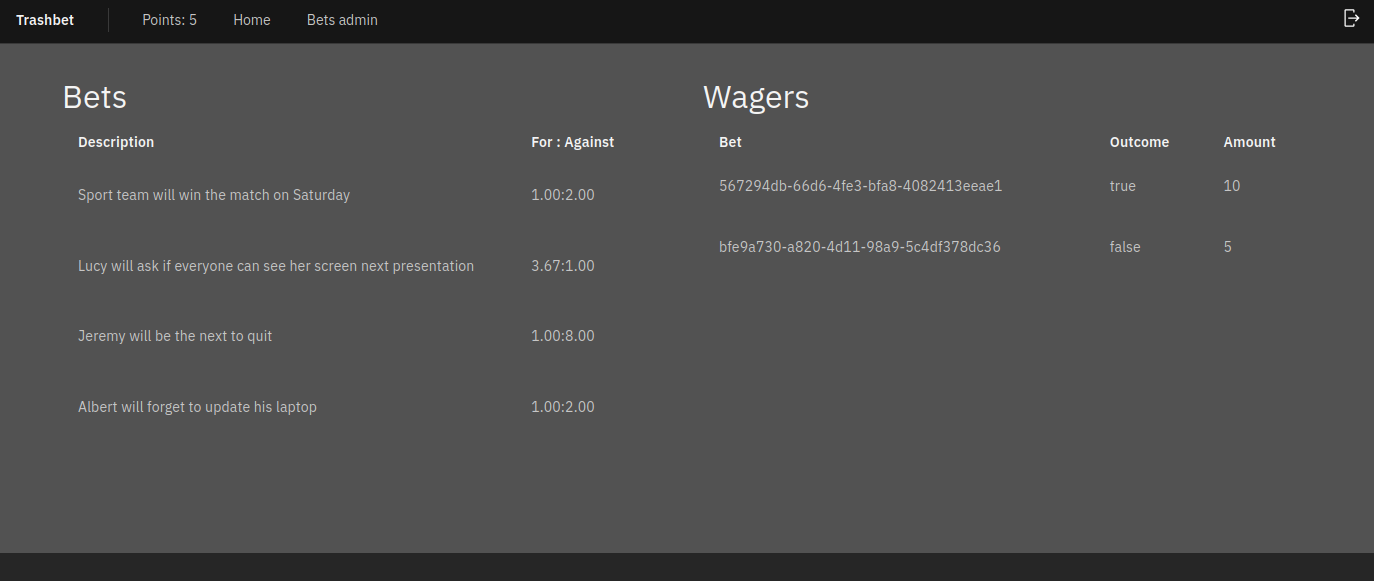 Trashbet Points: 5 Home Bets admin
Bets
Description For : Against
Sport team will win the match on Saturday 1.00:2.00
Lucy will ask if everyone can see her screen next presentation 3.67:1.00
Jeremy will be the next to quit 1.00:8.00
Albert will forget to update his laptop 1.00:2.00
Wagers
Bet Outcome Amount
567294db-66d6-4fe3-bfa8-4082413eeae1 true 10
bfe9a730-a820-4d11-98a9-5c4df378dc36 false 5